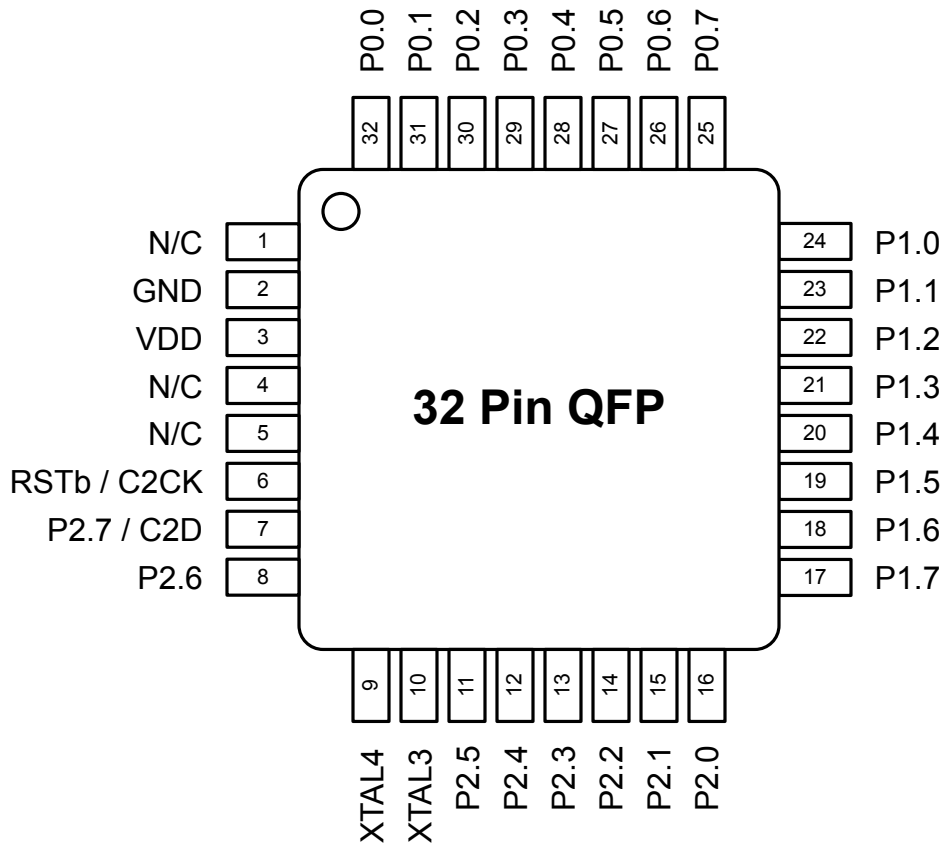 P0.0
P0.1
P0.2
P0.3
P0.4
P0.5
P0.6
P0.7
32
31
30
29
28
27
26
25
N/C 1
GND 2
VDD 3
N/C 4
N/C 5
RSTb / C2CK 6
P2.7 / C2D 7
P2.6 8
32 Pin QFP
24 P1.0
23 P1.1
22 P1.2
21 P1.3
20 P1.4
19 P1.5
18 P1.6
17 P1.7
9
10
11
12
13
14
15
16
XTAL4
XTAL3
P2.5
P2.4
P2.3
P2.2
P2.1
P2.0